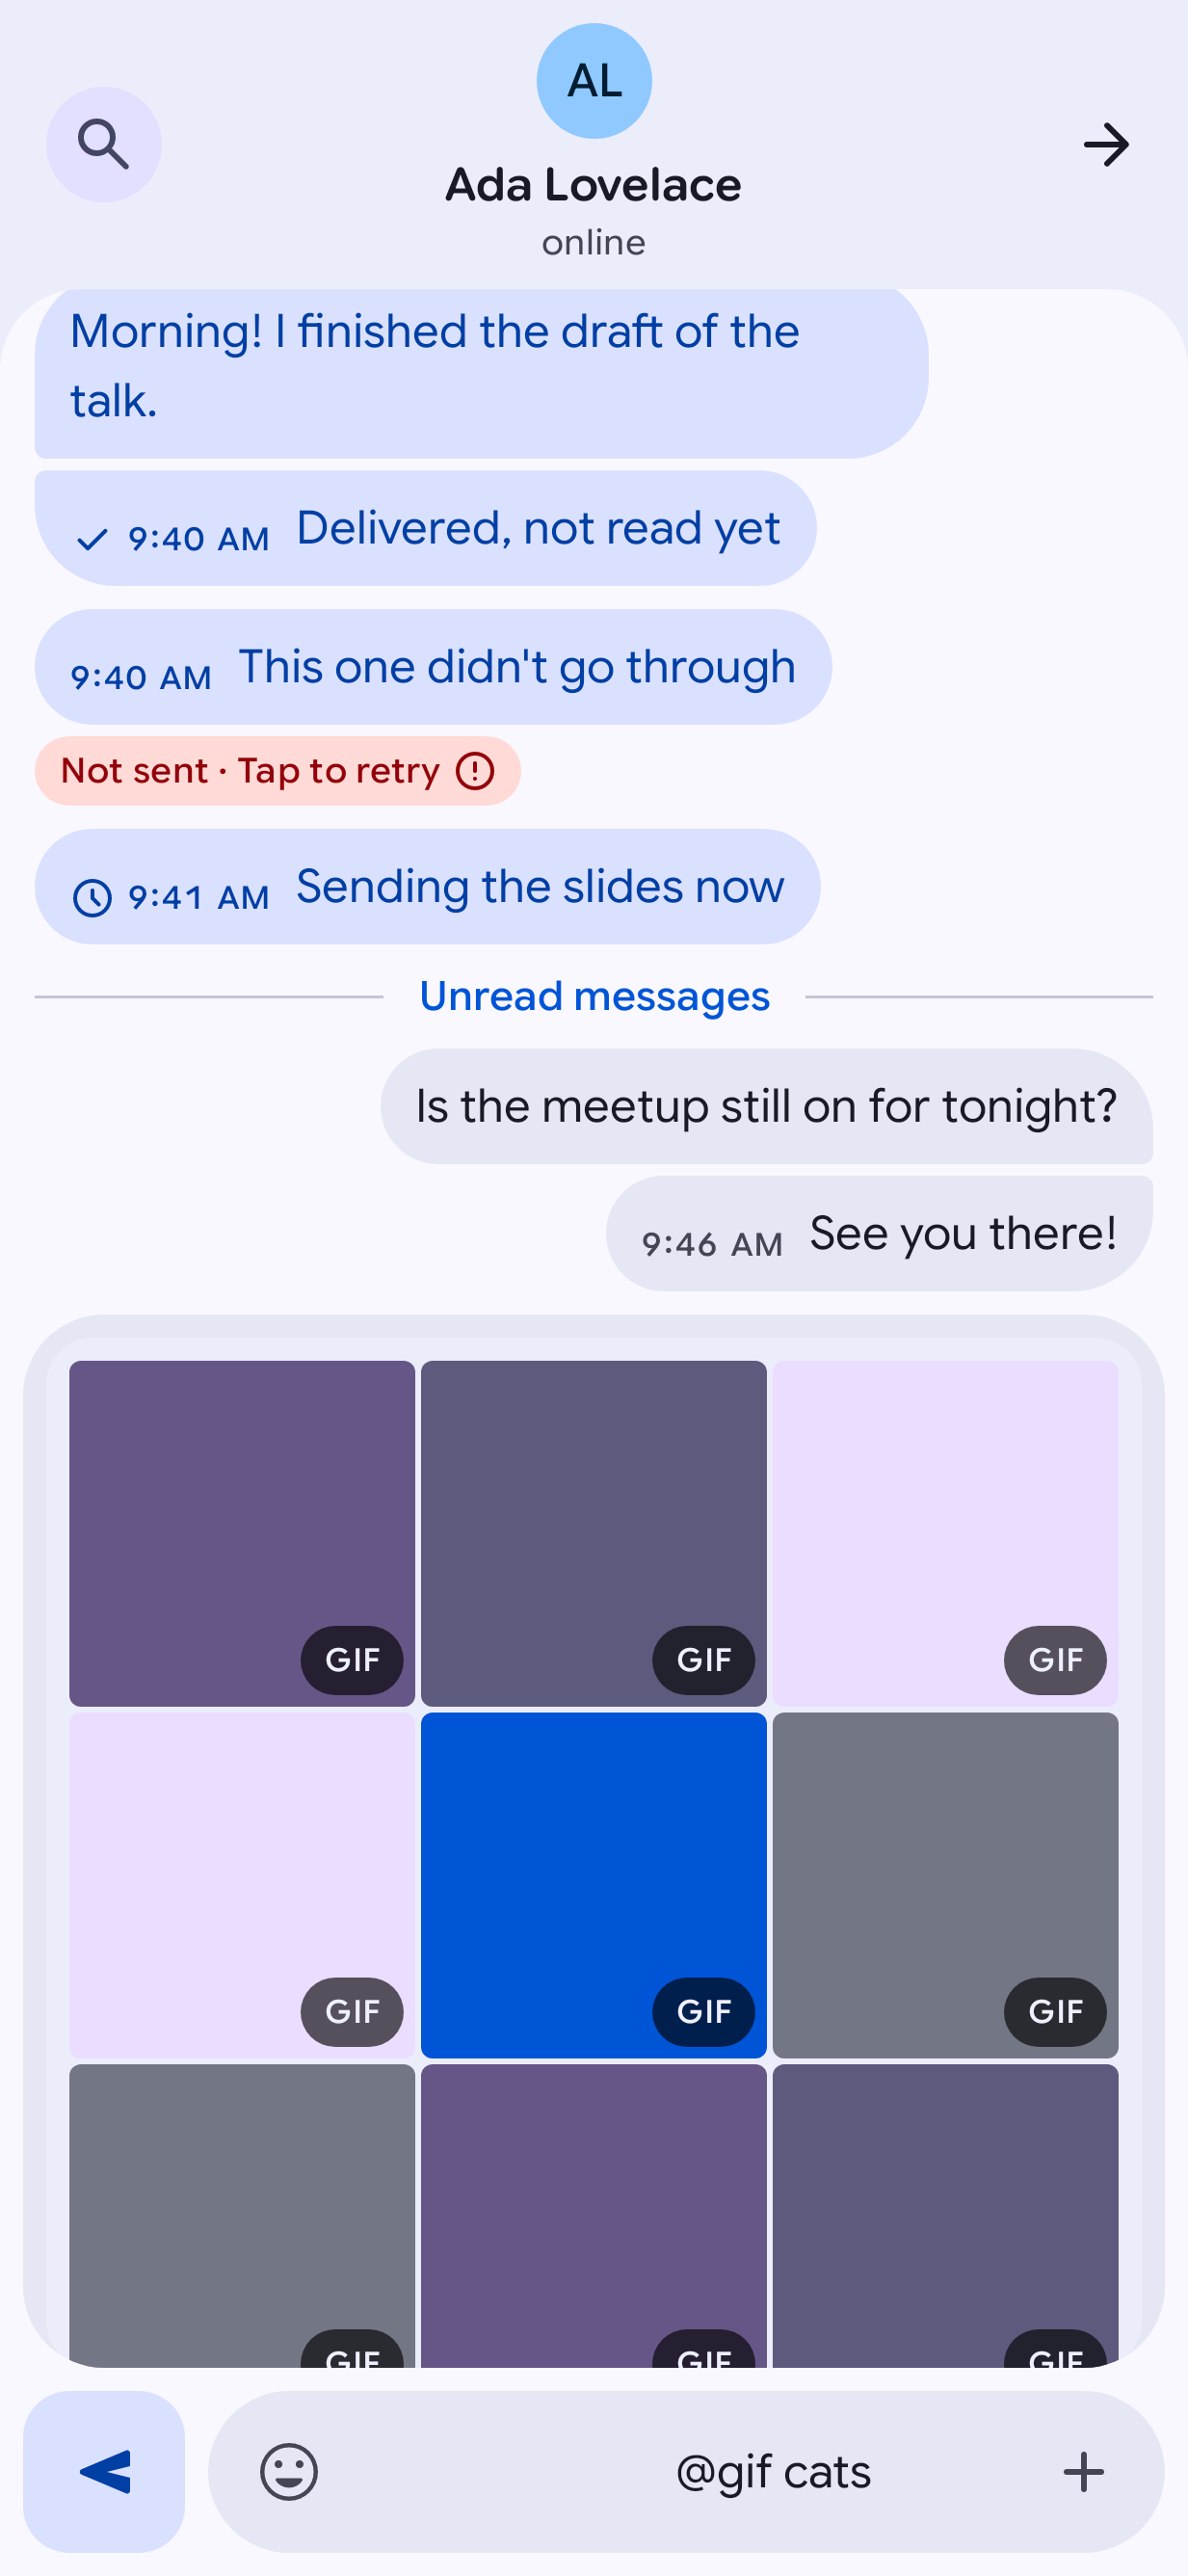 AL
Ada Lovelace
online
Morning! I finished the draft of the
talk.
9:40 AM Delivered, not read yet
9:40 AM This one didn't go through
Not sent · Tap to retry
9:41 AM Sending the slides now
Unread messages
Is the meetup still on for tonight?
9:46 AM See you there!
GIF GIF GIF
GIF GIF GIF
GIF GIF GIF
@gif cats